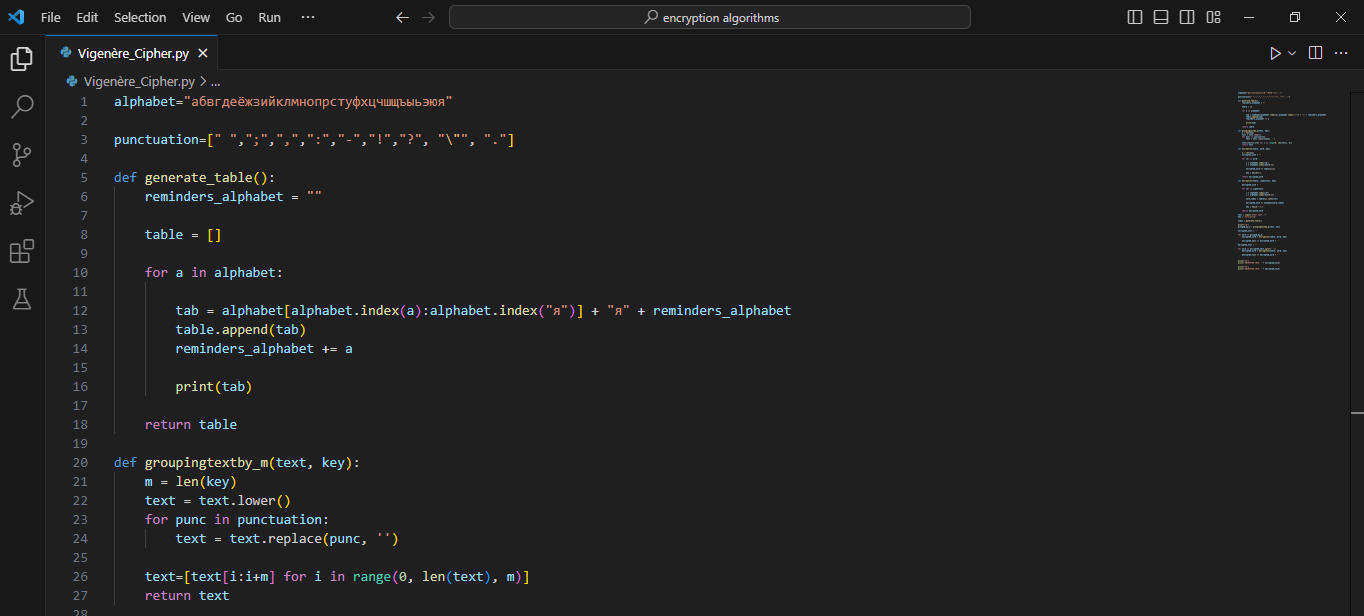 File Edit Selection View Go Run ··· encryption algorithms
Vigenère_Cipher.py
Vigenère_Cipher.py > ...
1 alphabet="абвгдеёжзийклмнопрстуфхцчшщъыьэюя"
2
3 punctuation=[" ",";",",",":","-","!","?", "\"", "."]
4
5 def generate_table():
6     reminders_alphabet = ""
7
8     table = []
9
10     for a in alphabet:
11
12         tab = alphabet[alphabet.index(a):alphabet.index("я")] + "я" + reminders_alphabet
13         table.append(tab)
14         reminders_alphabet += a
15
16         print(tab)
17
18     return table
19
20 def groupingtextby_m(text, key):
21     m = len(key)
22     text = text.lower()
23     for punc in punctuation:
24         text = text.replace(punc, '')
25
26     text=[text[i:i+m] for i in range(0, len(text), m)]
27     return text
28